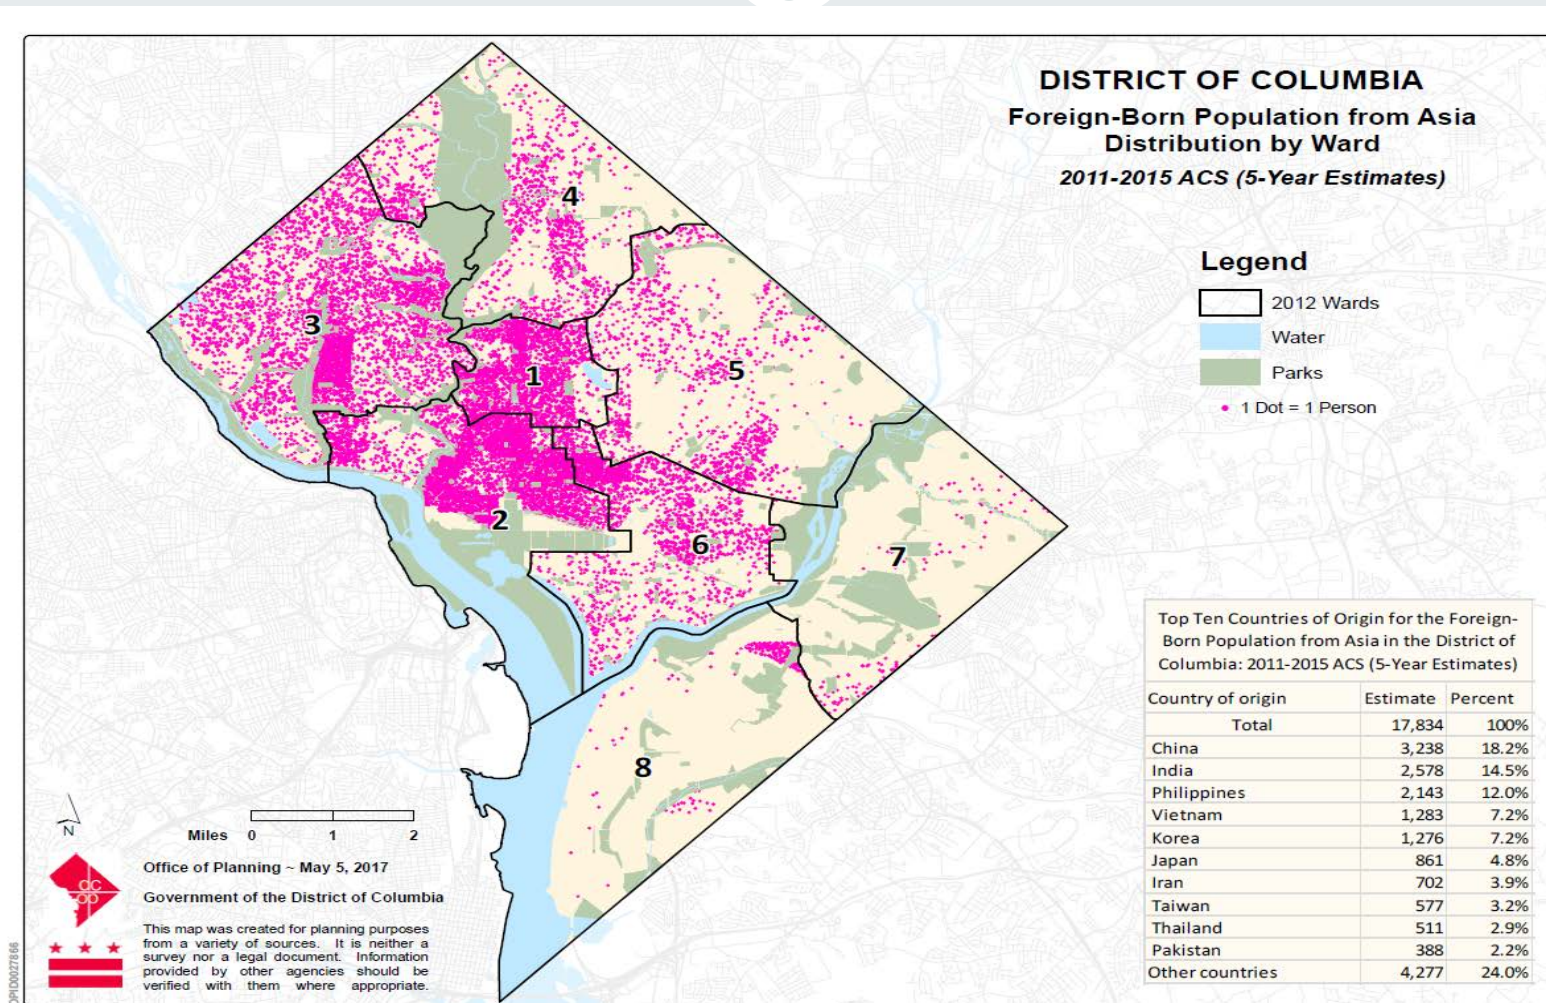 DISTRICT OF COLUMBIA
Foreign-Born Population from Asia
Distribution by Ward
2011-2015 ACS (5-Year Estimates)
Legend
2012 Wards
Water
Parks
1 Dot = 1 Person
4
3
5
1
2
6
7
8
Top Ten Countries of Origin for the Foreign-
Born Population from Asia in the District of
Columbia: 2011-2015 ACS (5-Year Estimates)
Country of origin Estimate Percent
Total 17,834 100%
China 3,238 18.2%
India 2,578 14.5%
Philippines 2,143 12.0%
Vietnam 1,283 7.2%
Korea 1,276 7.2%
Japan 861 4.8%
Iran 702 3.9%
Taiwan 577 3.2%
Thailand 511 2.9%
Pakistan 388 2.2%
Other countries 4,277 24.0%
N
Miles 0 1 2
dc
op
Office of Planning ~ May 5, 2017
Government of the District of Columbia
This map was created for planning purposes
from a variety of sources. It is neither a
survey nor a legal document. Information
provided by other agencies should be
verified with them where appropriate.
OPID0027866